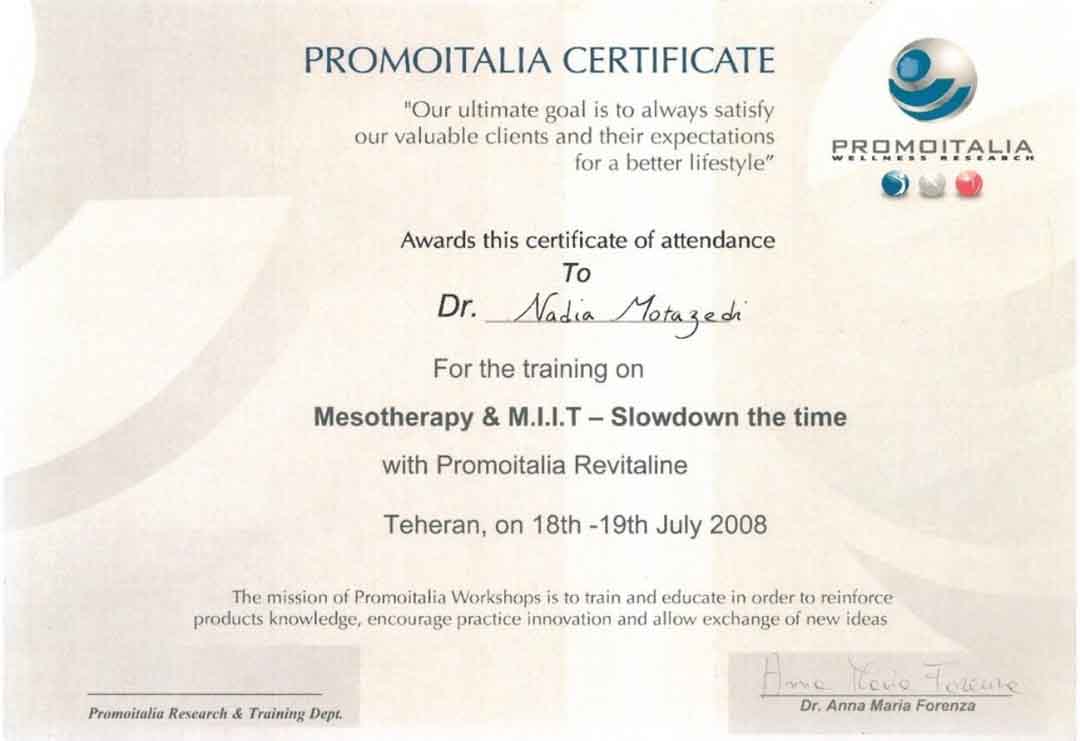 PROMOITALIA CERTIFICATE
"Our ultimate goal is to always satisfy
our valuable clients and their expectations
for a better lifestyle"
PROMOITALIA
WELLNESS RESEARCH
Awards this certificate of attendance
To
Dr. Nadia Motazedi
For the training on
Mesotherapy & M.I.I.T – Slowdown the time
with Promoitalia Revitaline
Teheran, on 18th -19th July 2008
The mission of Promoitalia Workshops is to train and educate in order to reinforce
products knowledge, encourage practice innovation and allow exchange of new ideas
Anna Maria Forenza
Promoitalia Research & Training Dept.
Dr. Anna Maria Forenza